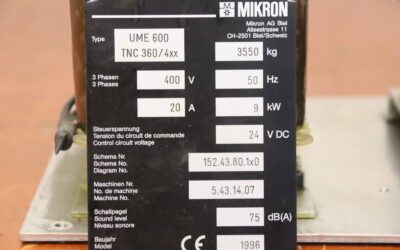 MIKRON
Mikron AG Biel
Allesstrasse 11
CH-2501 Biel/Schweiz
Type UME 600
TNC 360/4xx
3550 kg
3 Phasen
3 Phases
400 V
50 Hz
20 A
9 kW
Steuerspannung
Tension du circuit de commande
Control circuit voltage
24 V DC
Schema Nr.
Schema No.
Diagram No.
152.43.80.1x0
Maschinen Nr.
No. de machine
Machine No.
5.43.14.07
Schallpegel
Sound level
Niveau sonore
75 dB(A)
Baujahr
Model
CE
1996